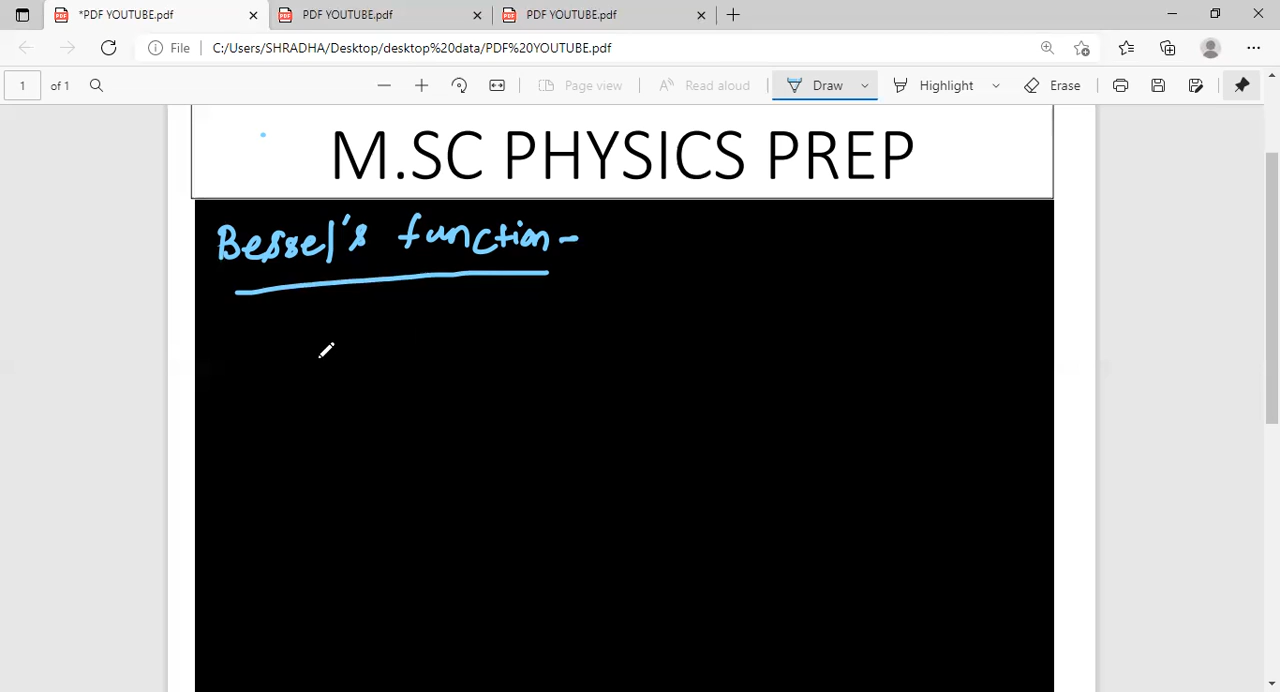 *PDF YOUTUBE.pdf
PDF YOUTUBE.pdf
PDF YOUTUBE.pdf
File
C:/Users/SHRADHA/Desktop/desktop%20data/PDF%20YOUTUBE.pdf
1 of 1
Page view
Read aloud
Draw
Highlight
Erase
M.SC PHYSICS PREP
Bessel's function -